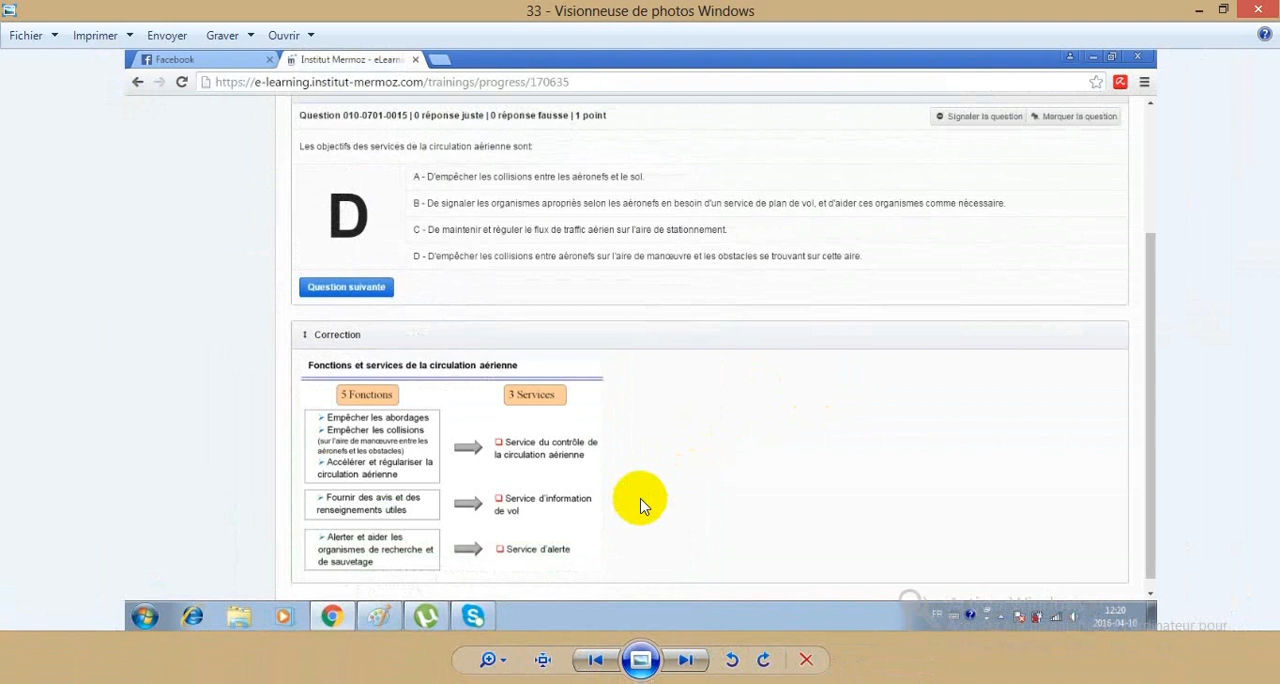 33 - Visionneuse de photos Windows
Fichier Imprimer Envoyer Graver Ouvrir
Facebook Institut Mermoz - eLearn
https://e-learning.institut-mermoz.com/trainings/progress/170635
Question 010-0701-0015 | 0 réponse juste | 0 réponse fausse | 1 point
Signaler la question Marquer la question
Les objectifs des services de la circulation aérienne sont:
D
A - D'empêcher les collisions entre les aéronefs et le sol.
B - De signaler les organismes apropriès selon les aéronefs en besoin d'un service de plan de vol, et d'aider ces organismes comme nécessaire.
C - De maintenir et réguler le flux de traffic aérien sur l'aire de stationnement.
D - D'empêcher les collisions entre aéronefs sur l'aire de manœuvre et les obstacles se trouvant sur cette aire.
Question suivante
Correction
Fonctions et services de la circulation aérienne
5 Fonctions 3 Services
Empêcher les abordages
Empêcher les collisions
(sur l'aire de manœuvre entre les
aéronefs et les obstacles)
Accélérer et régulariser la
circulation aérienne
Service du contrôle de
la circulation aérienne
Fournir des avis et des
renseignements utiles
Service d'information
de vol
Alerter et aider les
organismes de recherche et
de sauvetage
Service d'alerte
FR
12:20
2016-04-10